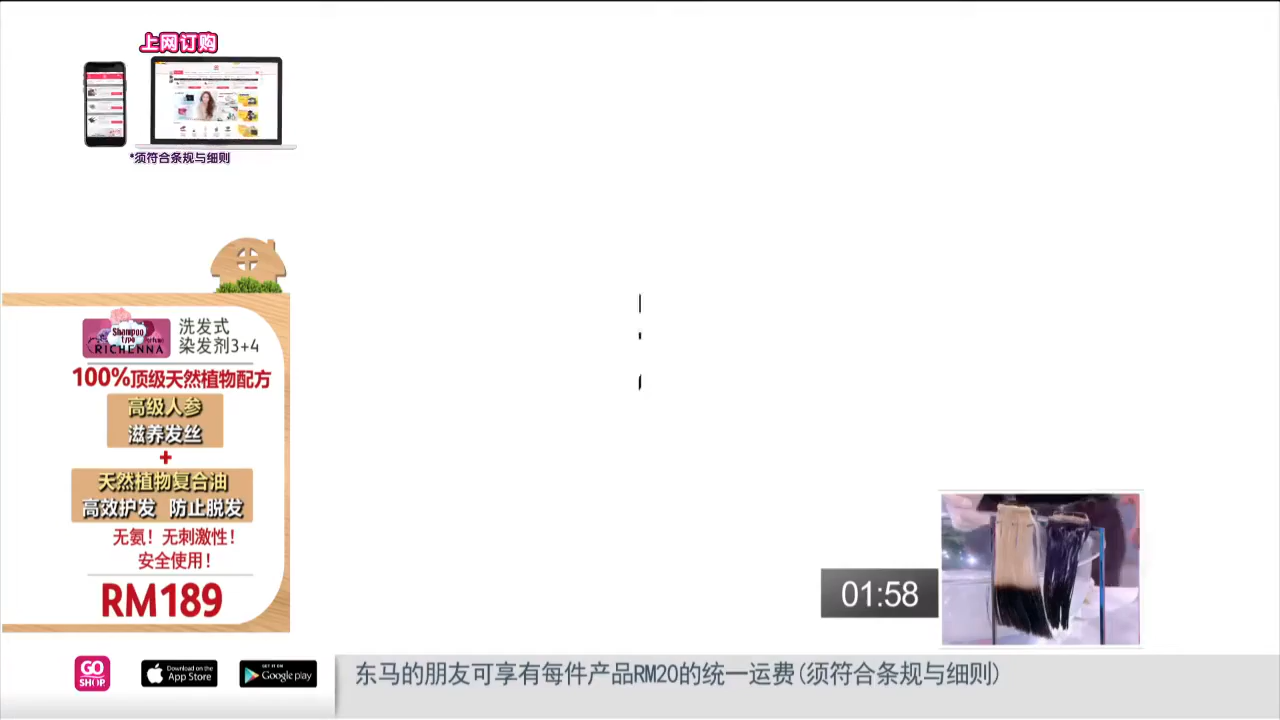 上网订购
*须符合条规与细则
Shampoo
type
RICHENNA
洗发式
染发剂3+4
100%顶级天然植物配方
高级人参
滋养发丝
+
天然植物复合油
高效护发 防止脱发
无氨！无刺激性！
安全使用！
RM189
01:58
GO
SHOP
Download on the
App Store
GET IT ON
Google play
东马的朋友可享有每件产品RM20的统一运费(须符合条规与细则)